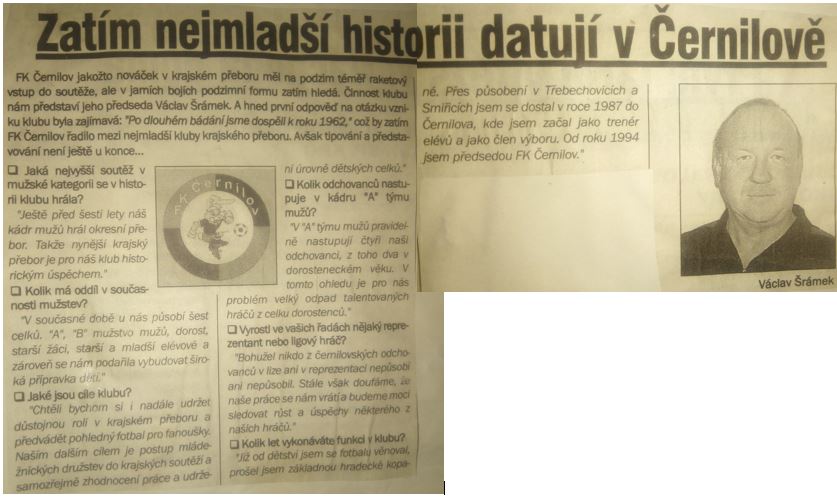 Zatím nejmladší historii datují v Černilově
FK Černilov jakožto nováček v krajském přeboru měl na podzim téměř raketový
vstup do soutěže, ale v jarních bojích podzimní formu zatím hledá. Činnost klubu
nám představí jeho předseda Václav Šrámek. A hned první odpověď na otázku vzni-
ku klubu byla zajímavá: "Po dlouhém bádání jsme dospěli k roku 1962," což by zatím
FK Černilov řadilo mezi nejmladší kluby krajského přeboru. Avšak tipování a předsta-
vování není ještě u konce...
❑ Jaká nejvyšší soutěž v
mužské kategorii se v histo-
rii klubu hrála?
"Ještě před šesti lety náš
kádr mužů hrál okresní pře-
bor. Takže nynější krajský
přebor je pro náš klub histo-
rickým úspěchem."
❑ Kolik má oddíl v součas-
nosti mužstev?
"V současné době u nás působí šest
celků. "A", "B" mužstvo mužů, dorost,
starší žáci, starší a mladší elévové a
zároveň se nám podařila vybudovat širo-
ká přípravka dětí."
❑ Jaké jsou cíle klubu?
"Chtěli bychom si i nadále udržet
důstojnou roli v krajském přeboru a
předvádět pohledný fotbal pro fanoušky.
Naším dalším cílem je postup mláde-
žnických družstev do krajských soutěží a
samozřejmě zhodnocení práce a udrže-
FK Černilov
ní úrovně dětských celků."
❑ Kolik odchovanců nastu-
puje v kádru "A" týmu
mužů?
"V "A" týmu mužů pravidel-
ně nastupují čtyři naši
odchovanci, z toho dva v
dorosteneckém věku. V
tomto ohledu je pro nás
problém velký odpad talentovaných
hráčů z celku dorostenců."
❑ Vyrostl ve vašich řadách nějaký repre-
zentant nebo ligový hráč?
"Bohužel nikdo z černilovských odcho-
vanců v lize ani v reprezentaci nepůsobí
ani nepůsobil. Stále však doufáme, že
naše práce se nám vrátí a budeme moci
sledovat růst a úspěchy některého z
našich hráčů."
❑ Kolik let vykonáváte funkci v klubu?
"Již od dětství jsem se fotbalu věnoval,
prošel jsem základnou hradecké kopa-
né. Přes působení v Třebechovicích a
Smiřicích jsem se dostal v roce 1987 do
Černilova, kde jsem začal jako trenér
elévů a jako člen výboru. Od roku 1994
jsem předsedou FK Černilov."
Václav Šrámek